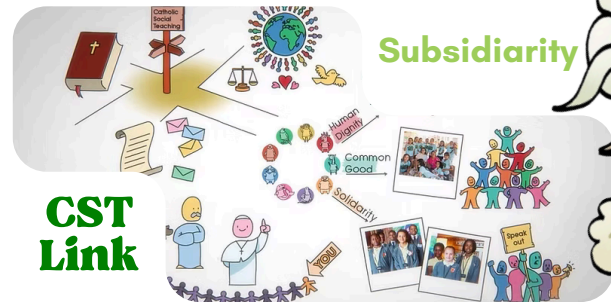 Catholic
Social
Teaching
Subsidiarity
Human
Dignity
Common
Good
Solidarity
CST
Link
YOU
Speak
out